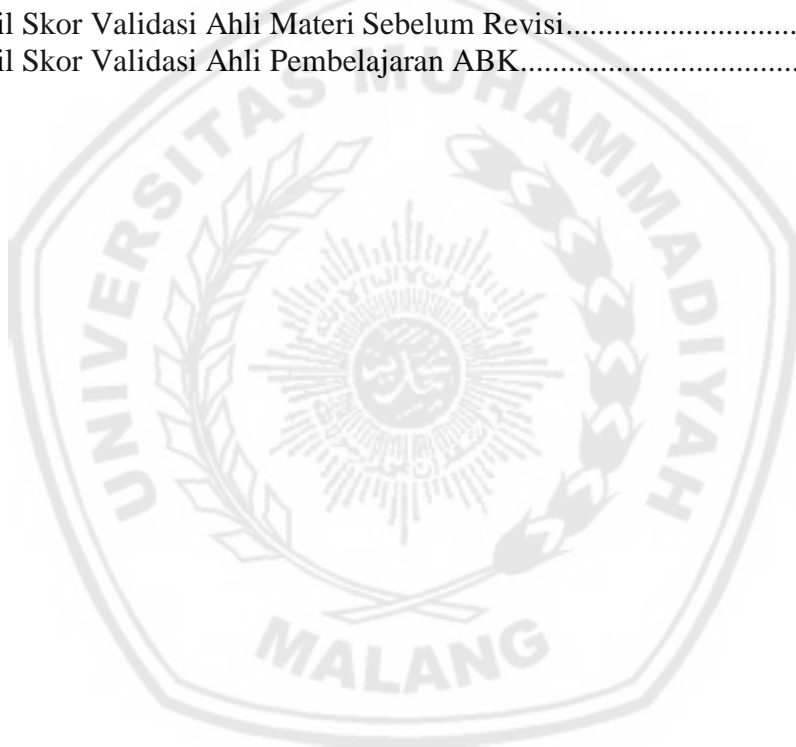 il Skor Validasi Ahli Materi Sebelum Revisi.............................
il Skor Validasi Ahli Pembelajaran ABK..................................
UNIVERSITAS MUHAMMADIYAH
MALANG